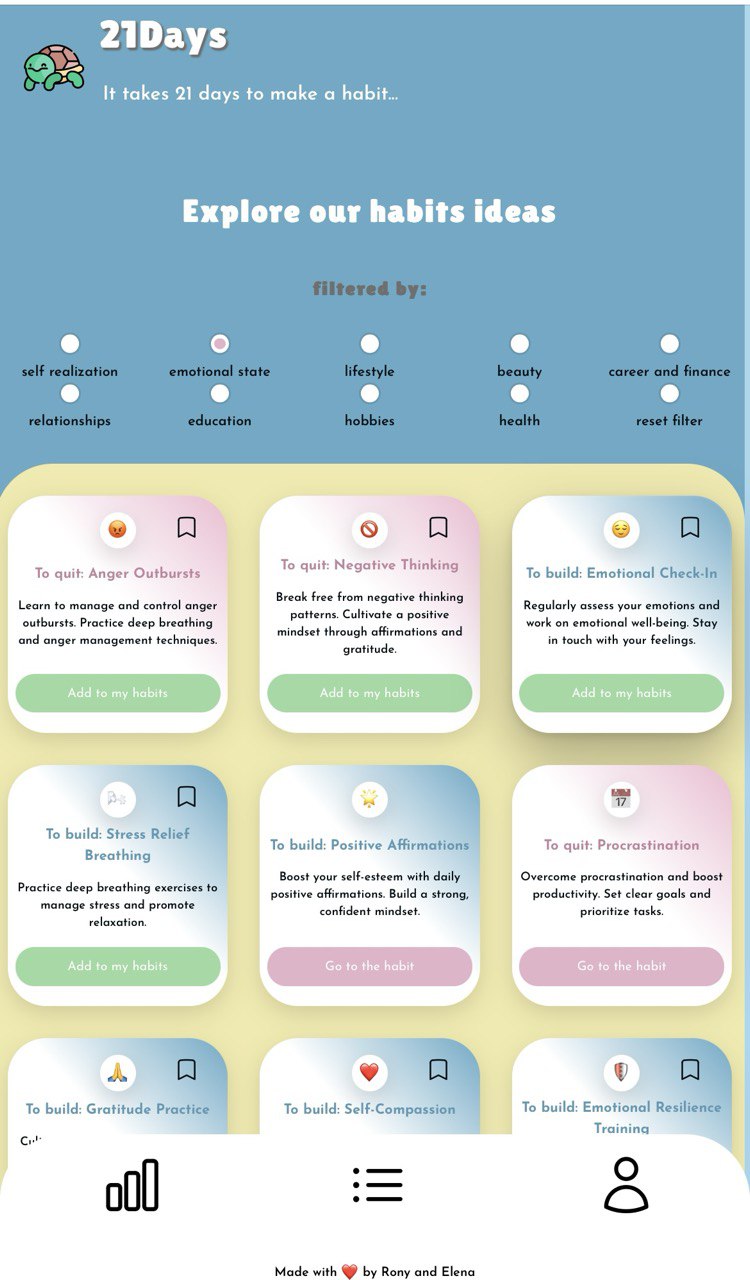 21Days
It takes 21 days to make a habit...
Explore our habits ideas
filtered by:
self realization
emotional state
lifestyle
beauty
career and finance
relationships
education
hobbies
health
reset filter
To quit: Anger Outbursts
Learn to manage and control anger
outbursts. Practice deep breathing
and anger management techniques.
Add to my habits
To quit: Negative Thinking
Break free from negative thinking
patterns. Cultivate a positive
mindset through affirmations and
gratitude.
Add to my habits
To build: Emotional Check-In
Regularly assess your emotions and
work on emotional well-being. Stay
in touch with your feelings.
Add to my habits
To build: Stress Relief
Breathing
Practice deep breathing exercises to
manage stress and promote
relaxation.
Add to my habits
To build: Positive Affirmations
Boost your self-esteem with daily
positive affirmations. Build a strong,
confident mindset.
Go to the habit
17
To quit: Procrastination
Overcome procrastination and boost
productivity. Set clear goals and
prioritize tasks.
Go to the habit
To build: Gratitude Practice
To build: Self-Compassion
To build: Emotional Resilience
Training
Made with ❤️ by Rony and Elena